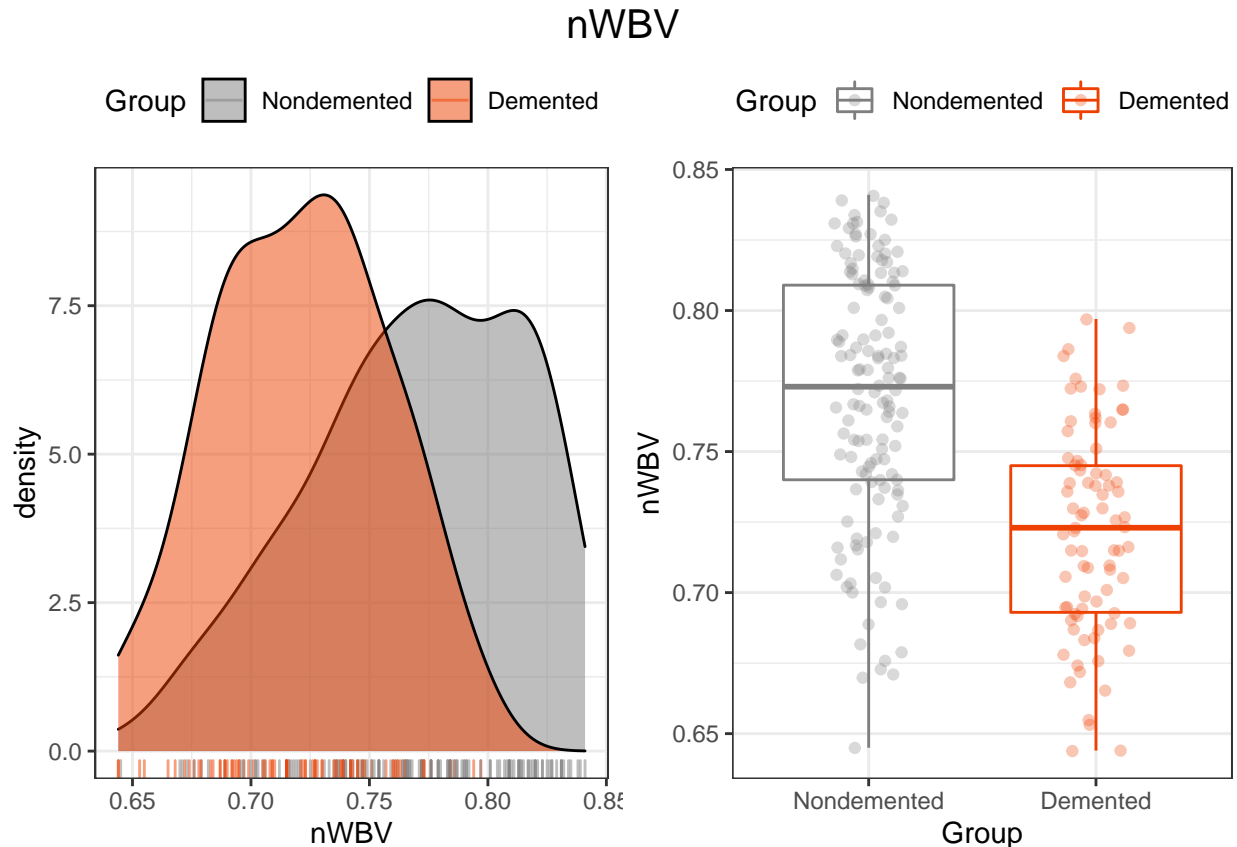 nWBV
Group Nondemented Demented
density
7.5
5.0
2.5
0.0
0.65 0.70 0.75 0.80 0.85
nWBV
Group Nondemented Demented
nWBV
0.85
0.80
0.75
0.70
0.65
Nondemented Demented
Group